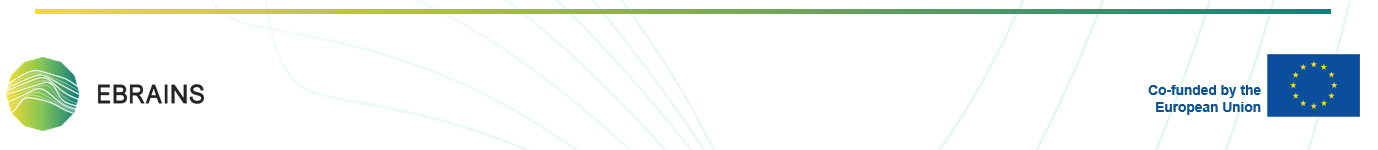 EBRAINS
Co-funded by the
European Union